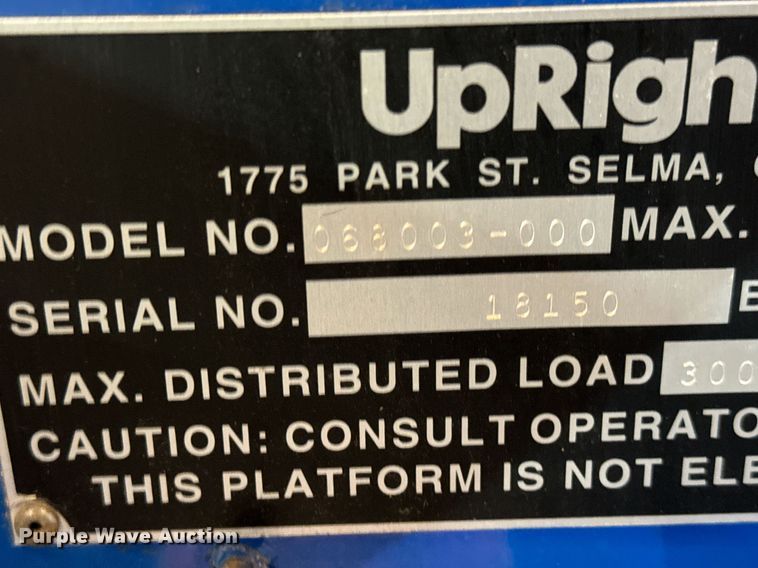 UpRigh
1775 PARK ST. SELMA,
MODEL NO. 068003-000 MAX.
SERIAL NO. 18150 E
MAX. DISTRIBUTED LOAD 300
CAUTION: CONSULT OPERATO
THIS PLATFORM IS NOT ELE
Purple Wave Auction